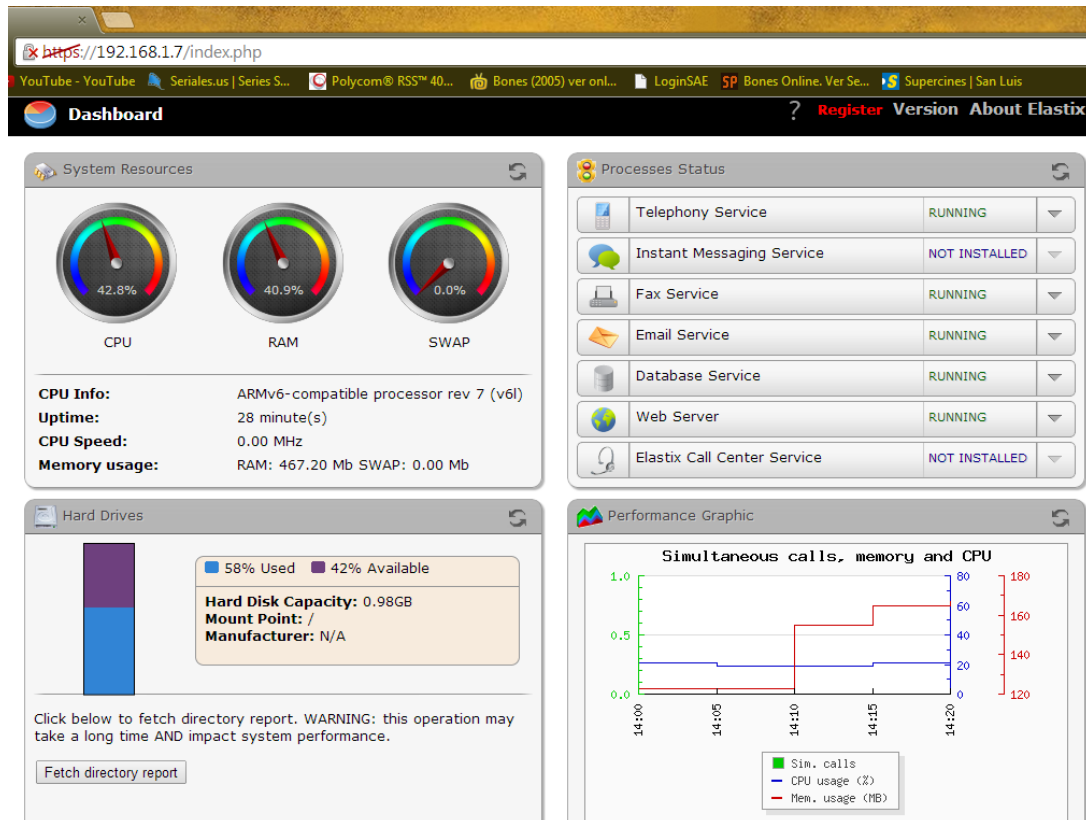 https://192.168.1.7/index.php
YouTube - YouTube Seriales.us | Series S... Polycom® RSS™ 40... Bones (2005) ver onl... LoginSAE SP Bones Online. Ver Se... Supercines | San Luis
Dashboard ? Register Version About Elastix
System Resources
42.8% 40.9% 0.0%
CPU RAM SWAP
CPU Info: ARMv6-compatible processor rev 7 (v6l)
Uptime: 28 minute(s)
CPU Speed: 0.00 MHz
Memory usage: RAM: 467.20 Mb SWAP: 0.00 Mb
Processes Status
Telephony Service RUNNING
Instant Messaging Service NOT INSTALLED
Fax Service RUNNING
Email Service RUNNING
Database Service RUNNING
Web Server RUNNING
Elastix Call Center Service NOT INSTALLED
Hard Drives
58% Used 42% Available
Hard Disk Capacity: 0.98GB
Mount Point: /
Manufacturer: N/A
Click below to fetch directory report. WARNING: this operation may
take a long time AND impact system performance.
Fetch directory report
Performance Graphic
Simultaneous calls, memory and CPU
1.0 80 180
60 160
0.5 40
140
20
0.0 0 120
14:00 14:05 14:10 14:15 14:20
Sim. calls
CPU usage (%)
Mem. usage (MB)